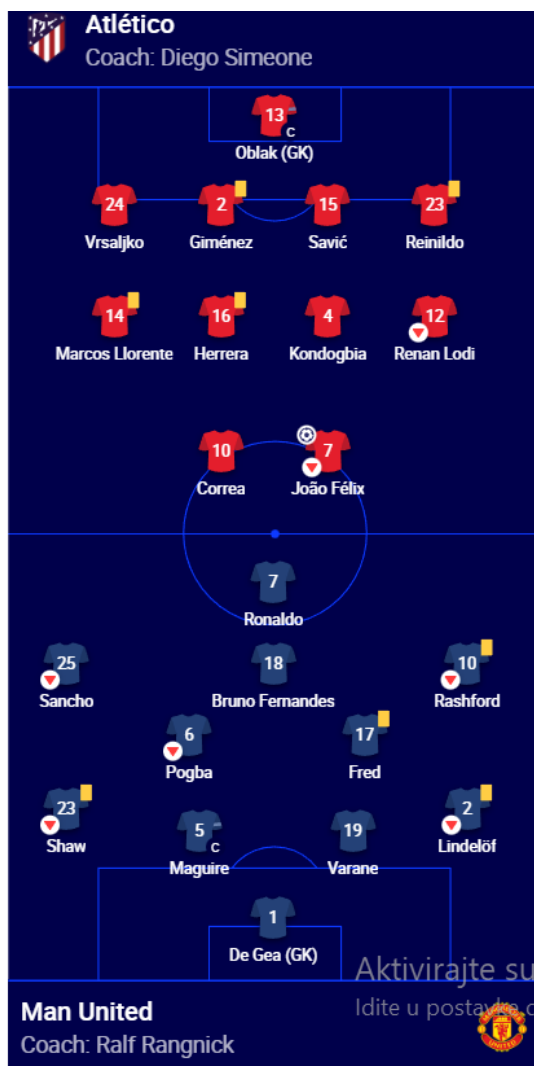 Atlético
Coach: Diego Simeone
13
C
Oblak (GK)
24 2 15 23
Vrsaljko Giménez Savić Reinildo
14 16 4 12
Marcos Llorente Herrera Kondogbia Renan Lodi
10 7
Correa João Félix
7
Ronaldo
25 18 10
Sancho Bruno Fernandes Rashford
6 17
Pogba Fred
23 5 19 2
C
Shaw Maguire Varane Lindelöf
1
De Gea (GK)
Aktivirajte su
Man United
Idite u postavke
Coach: Ralf Rangnick